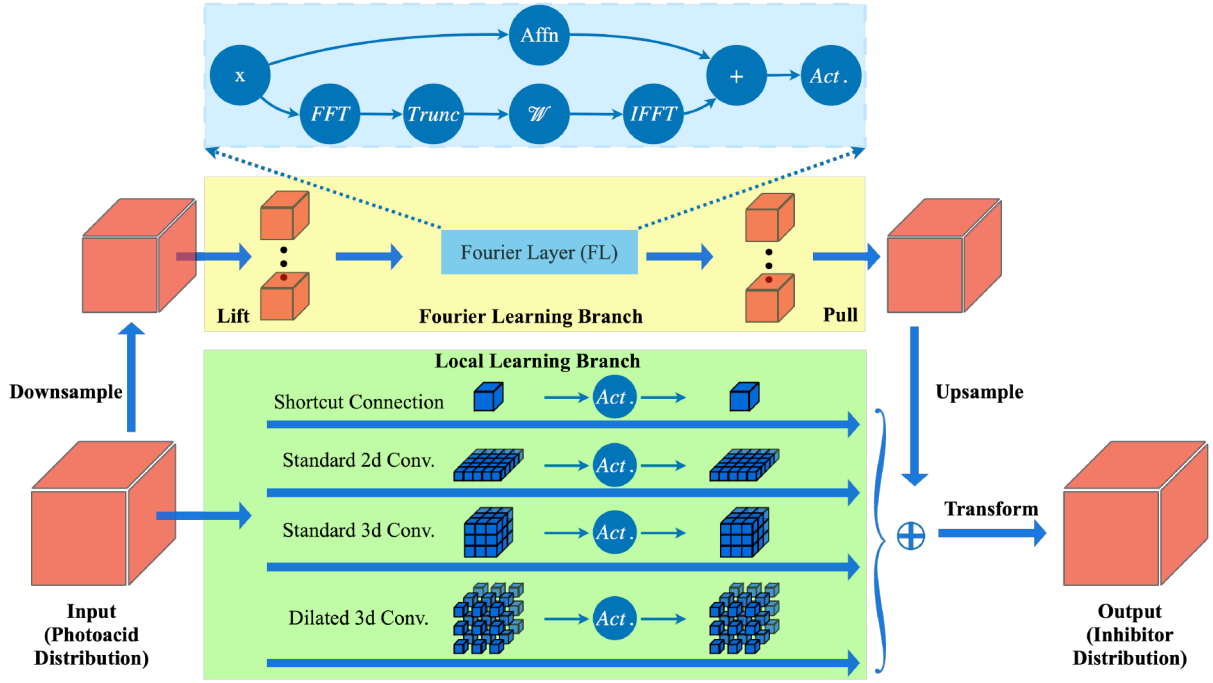 Affn
x
+
Act.
FFT
Trunc
𝒲
IFFT
Fourier Layer (FL)
Lift
Fourier Learning Branch
Pull
Local Learning Branch
Downsample
Upsample
Shortcut Connection
Act.
Standard 2d Conv.
Act.
Standard 3d Conv.
Act.
Transform
Dilated 3d Conv.
Act.
Input
(Photoacid
Distribution)
Output
(Inhibitor
Distribution)